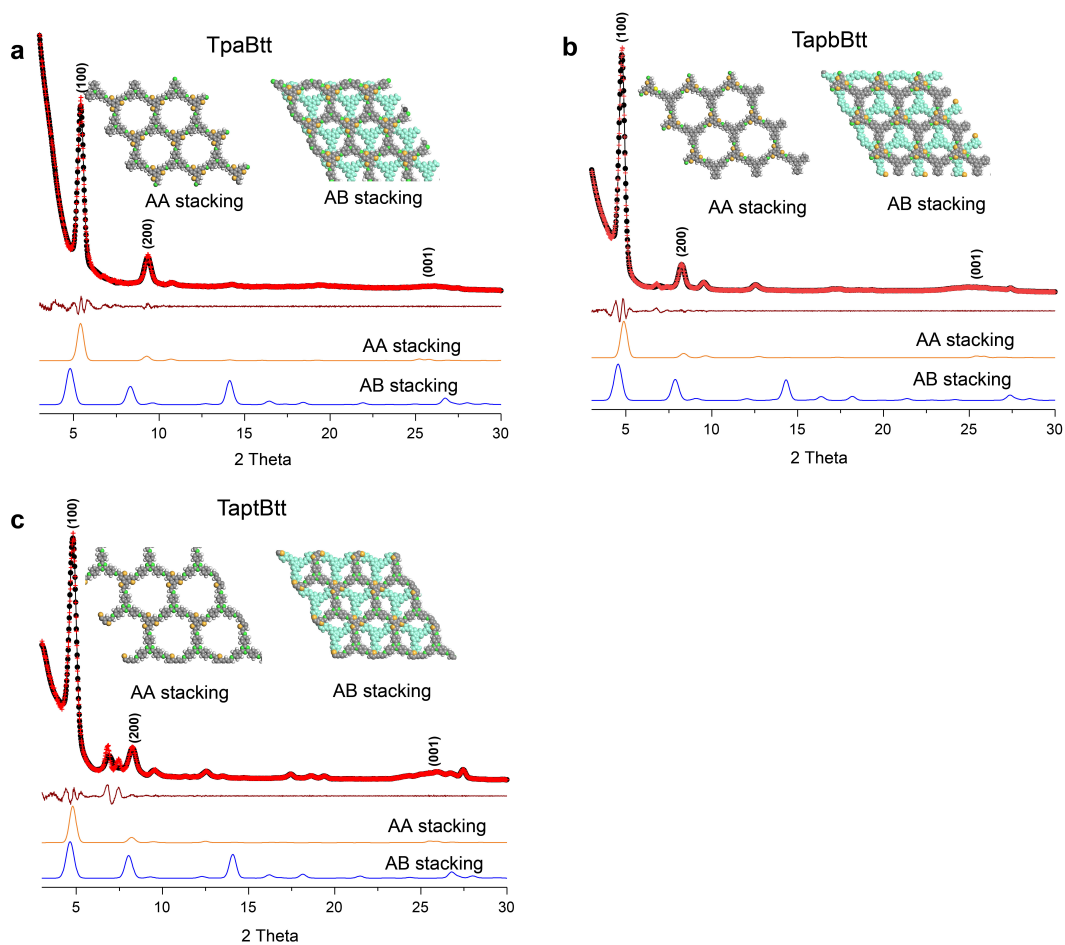 a
TpaBtt
(100)
AA stacking
AB stacking
(200)
(001)
AA stacking
AB stacking
5 10 15 20 25 30
2 Theta
b
TapbBtt
(100)
AA stacking
AB stacking
(200)
(001)
AA stacking
AB stacking
5 10 15 20 25 30
2 Theta
c
TaptBtt
(100)
AA stacking
AB stacking
(200)
(001)
AA stacking
AB stacking
5 10 15 20 25 30
2 Theta